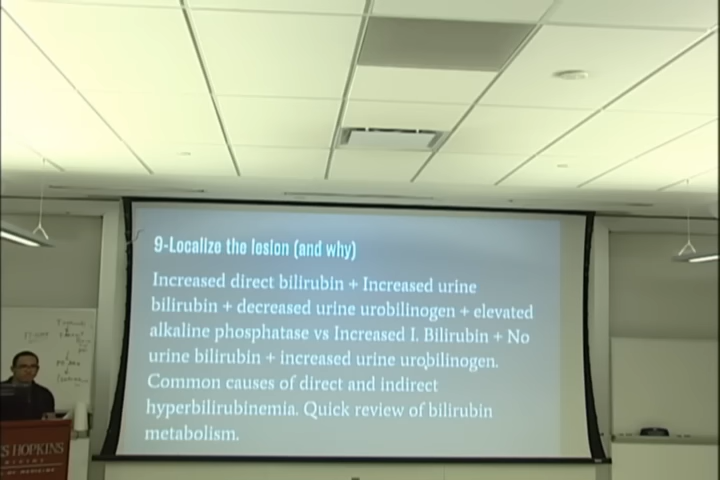 9-Localize the lesion (and why)
Increased direct bilirubin + Increased urine
bilirubin + decreased urine urobilinogen + elevated
alkaline phosphatase vs Increased I. Bilirubin + No
urine bilirubin + increased urine urobilinogen.
Common causes of direct and indirect
hyperbilirubinemia. Quick review of bilirubin
metabolism.
HOPKINS